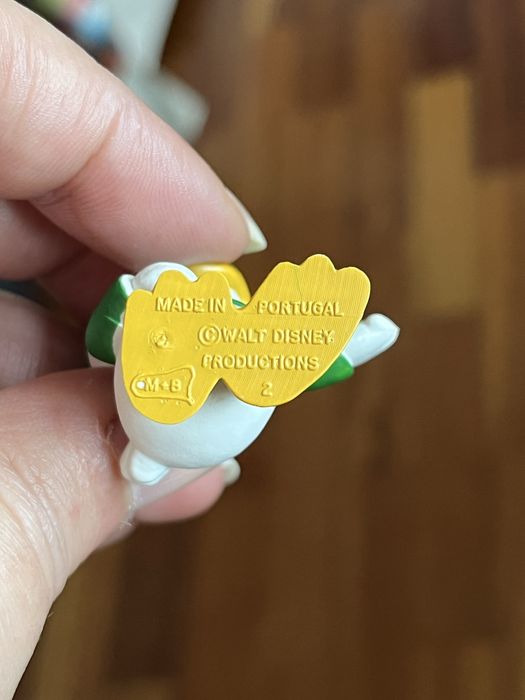 MADE IN PORTUGAL
©WALT DISNEY
PRODUCTIONS
M+B
2